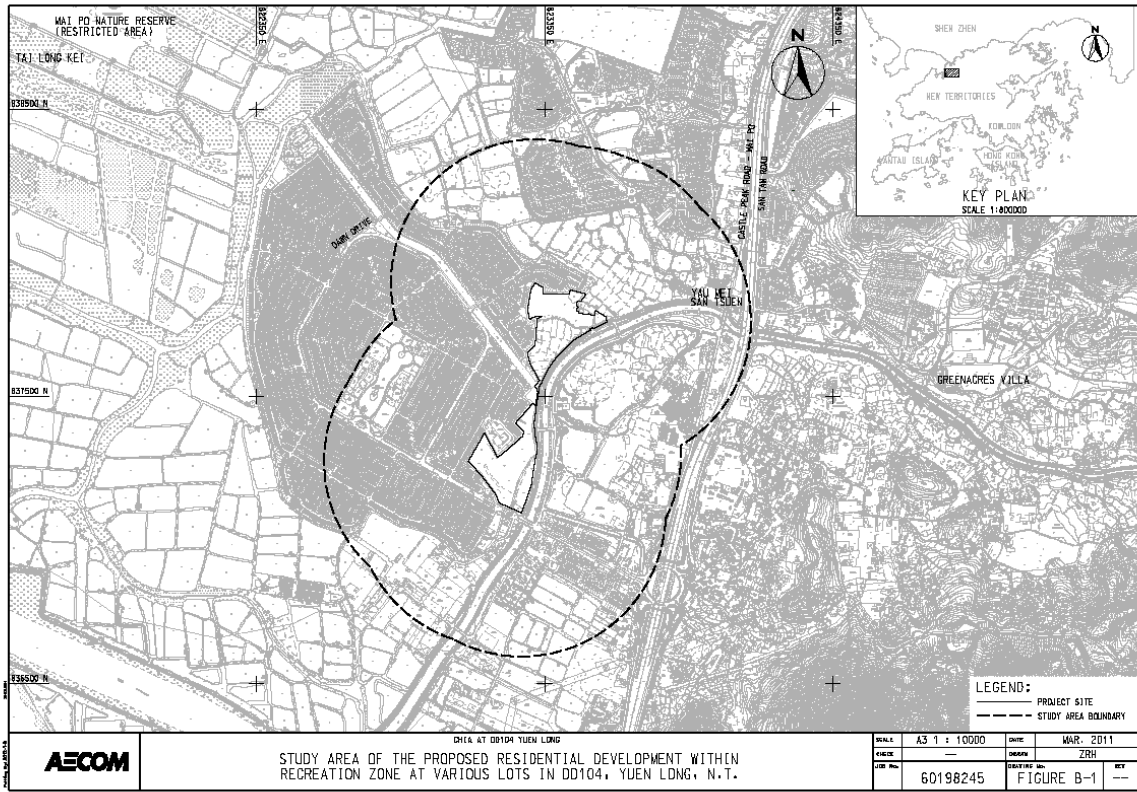 MAI PO NATURE RESERVE
(RESTRICTED AREA)
TAI LONG KEI
822350 E
823350 E
824350 E
838500 N
837500 N
836500 N
DAWN DRIVE
CASTLE PEAK ROAD - MAI PO
SAN TAM ROAD
YAU MEI
SAN TSUEN
GREENACRES VILLA
N
SHEN ZHEN
N
NEW TERRITORIES
KOWLOON
LANTAU ISLAND
HONG KONG
ISLAND
KEY PLAN
SCALE 1:800000
LEGEND:
PROJECT SITE
STUDY AREA BOUNDARY
AECOM
CHIA AT DD104 YUEN LONG
STUDY AREA OF THE PROPOSED RESIDENTIAL DEVELOPMENT WITHIN
RECREATION ZONE AT VARIOUS LOTS IN DD104, YUEN LONG, N.T.
SCALE A3 1 : 10000 DATE MAR. 2011
CHECK -- DRAWN ZRH
JOB No. 60198245 DRAWING No. FIGURE B-1 REV --